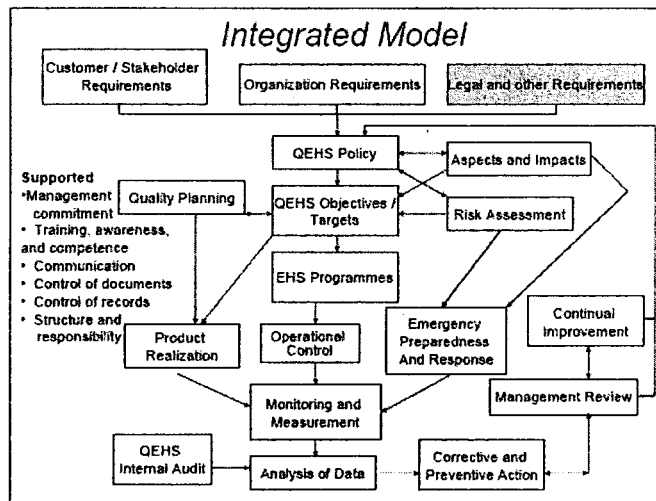 Integrated Model
Customer / Stakeholder
Requirements
Organization Requirements
Legal and other Requirements
QEHS Policy
Aspects and Impacts
Supported
•Management
commitment
• Training, awareness,
and competence
• Communication
• Control of documents
• Control of records
• Structure and
responsibility
Quality Planning
QEHS Objectives /
Targets
Risk Assessment
EHS Programmes
Product
Realization
Operational
Control
Emergency
Preparedness
And Response
Continual
Improvement
Monitoring and
Measurement
Management Review
QEHS
Internal Audit
Analysis of Data
Corrective and
Preventive Action